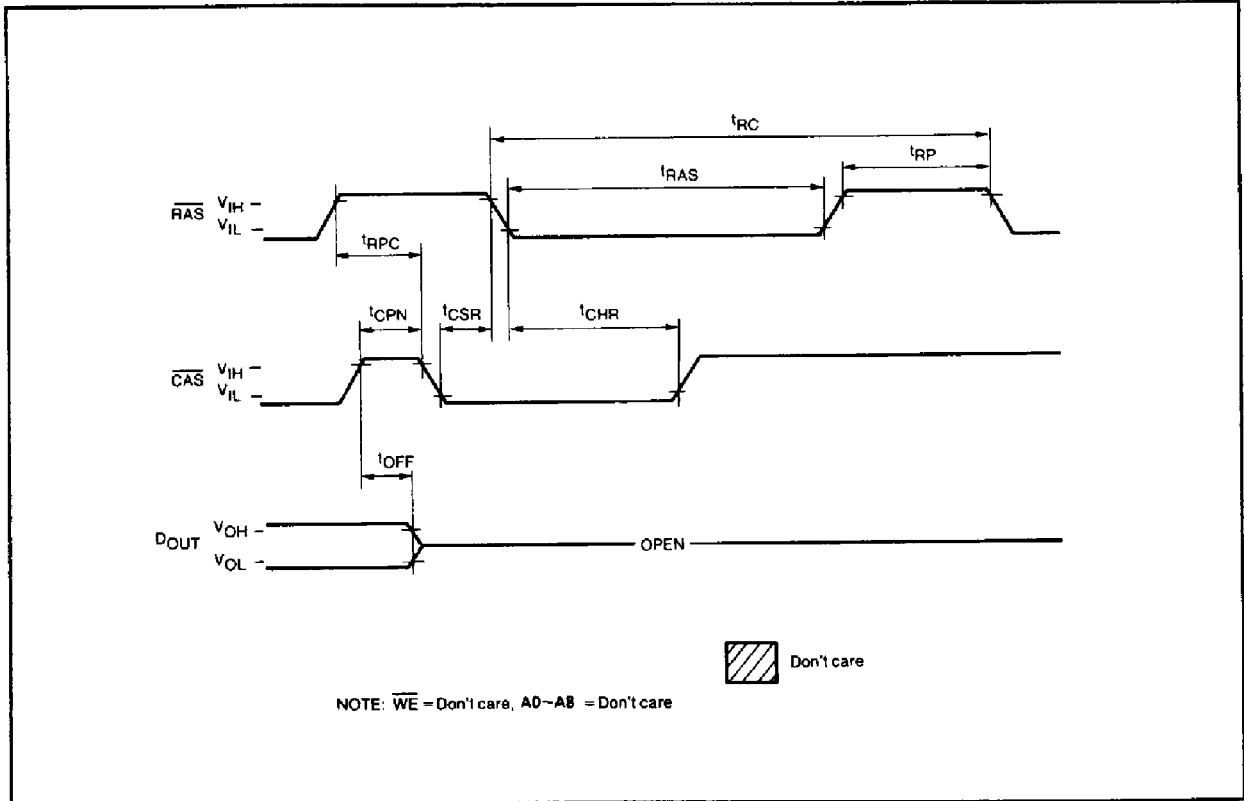 tRC
tRP
tRAS
RAS VIH
VIL
tRPC
tCPN tCSR tCHR
CAS VIH
VIL
tOFF
DOUT VOH
OPEN
VOL
Don't care
NOTE: WE = Don't care, A0~A8 = Don't care